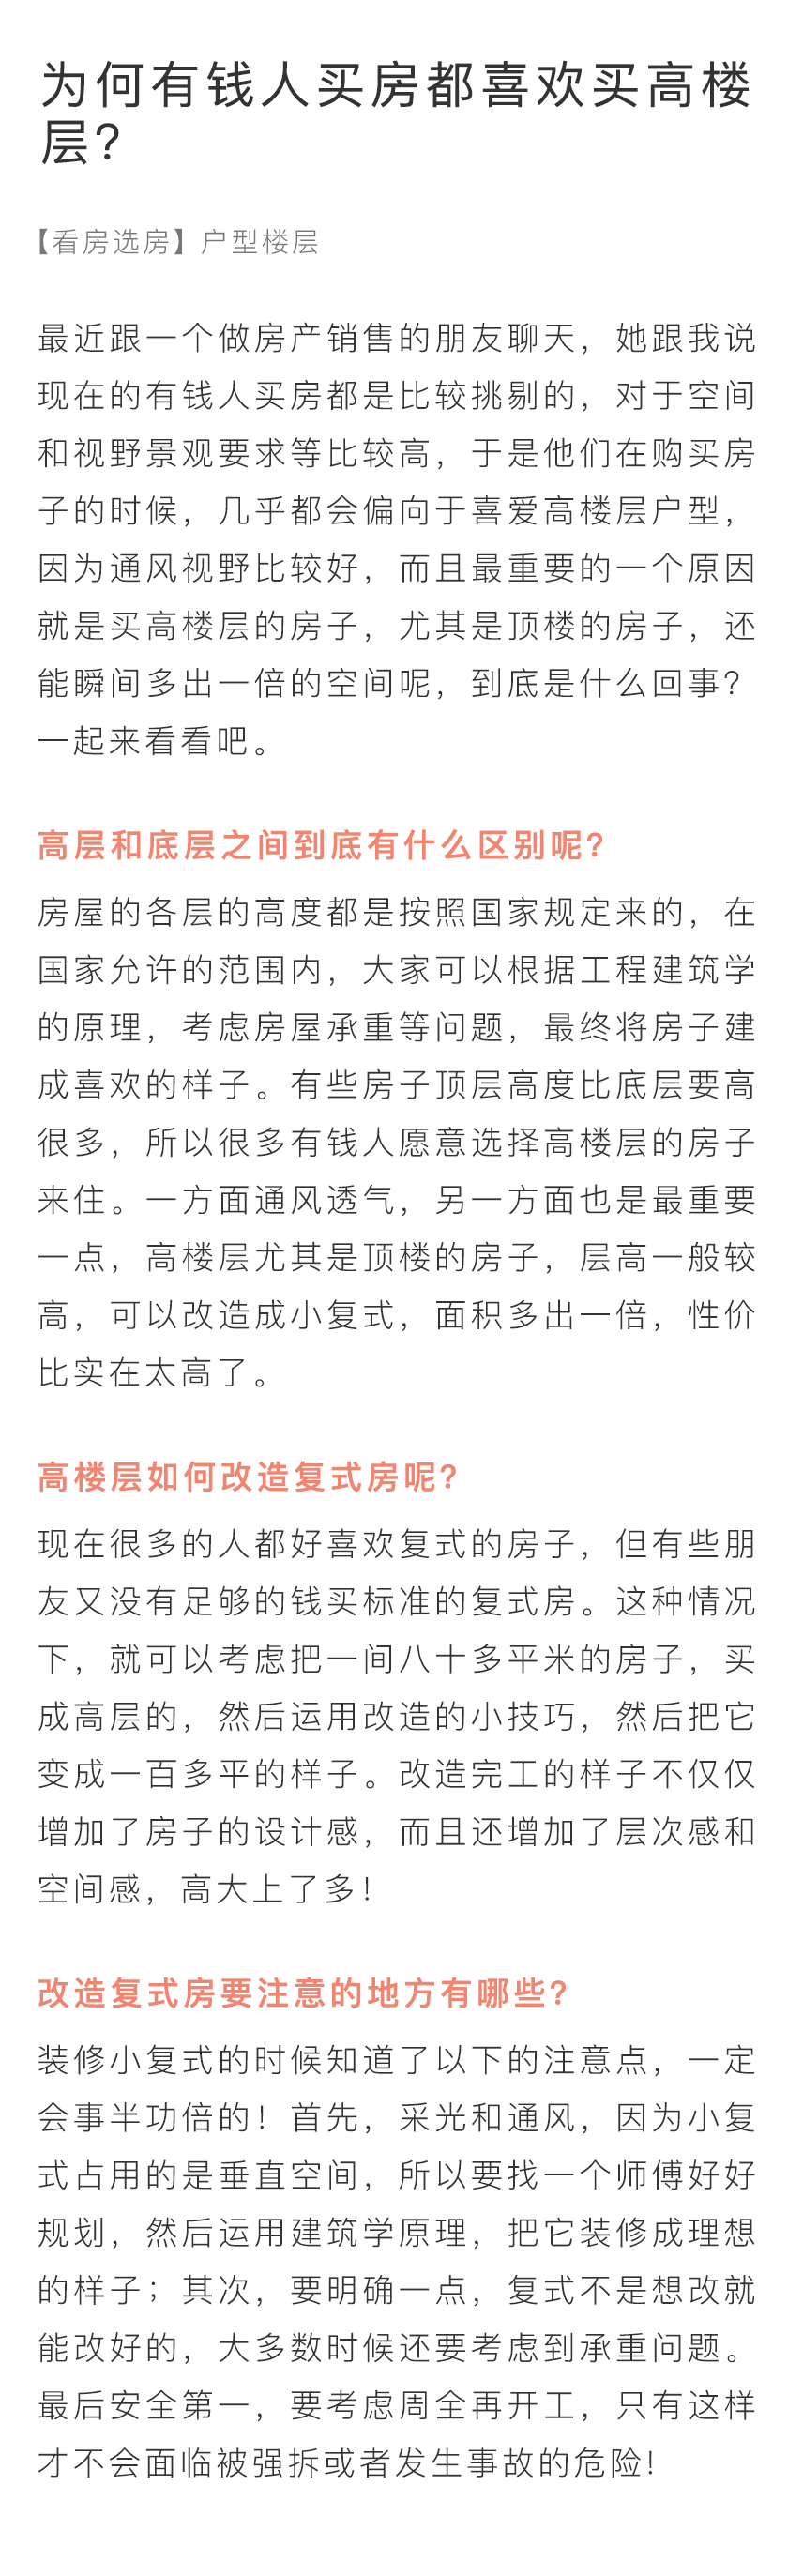 为何有钱人买房都喜欢买高楼
层?
【看房选房】户型楼层
最近跟一个做房产销售的朋友聊天，她跟我说
现在的有钱人买房都是比较挑剔的，对于空间
和视野景观要求等比较高，于是他们在购买房
子的时候，几乎都会偏向于喜爱高楼层户型，
因为通风视野比较好，而且最重要的一个原因
就是买高楼层的房子，尤其是顶楼的房子，还
能瞬间多出一倍的空间呢，到底是什么回事?
一起来看看吧。
高层和底层之间到底有什么区别呢?
房屋的各层的高度都是按照国家规定来的，在
国家允许的范围内，大家可以根据工程建筑学
的原理，考虑房屋承重等问题，最终将房子建
成喜欢的样子。有些房子顶层高度比底层要高
很多，所以很多有钱人愿意选择高楼层的房子
来住。一方面通风透气，另一方面也是最重要
一点，高楼层尤其是顶楼的房子，层高一般较
高，可以改造成小复式，面积多出一倍，性价
比实在太高了。
高楼层如何改造复式房呢?
现在很多的人都好喜欢复式的房子，但有些朋
友又没有足够的钱买标准的复式房。这种情况
下，就可以考虑把一间八十多平米的房子，买
成高层的，然后运用改造的小技巧，然后把它
变成一百多平的样子。改造完工的样子不仅仅
增加了房子的设计感，而且还增加了层次感和
空间感，高大上了多!
改造复式房要注意的地方有哪些?
装修小复式的时候知道了以下的注意点，一定
会事半功倍的! 首先，采光和通风，因为小复
式占用的是垂直空间，所以要找一个师傅好好
规划，然后运用建筑学原理，把它装修成理想
的样子；其次，要明确一点，复式不是想改就
能改好的，大多数时候还要考虑到承重问题。
最后安全第一，要考虑周全再开工，只有这样
才不会面临被强拆或者发生事故的危险!